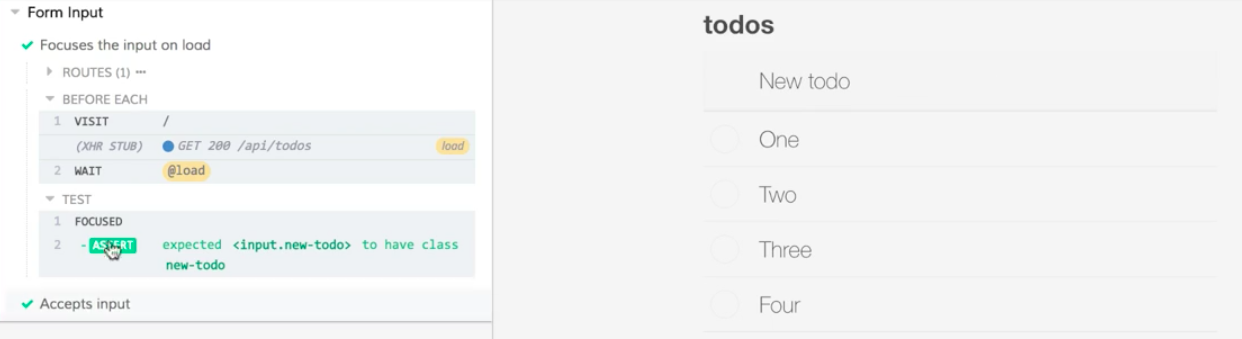 Form Input
Focuses the input on load
ROUTES (1) •••
BEFORE EACH
1 VISIT /
(XHR STUB) GET 200 /api/todos load
2 WAIT @load
TEST
1 FOCUSED
2 - ASSERT expected <input.new-todo> to have class
new-todo
Accepts input
todos
New todo
One
Two
Three
Four